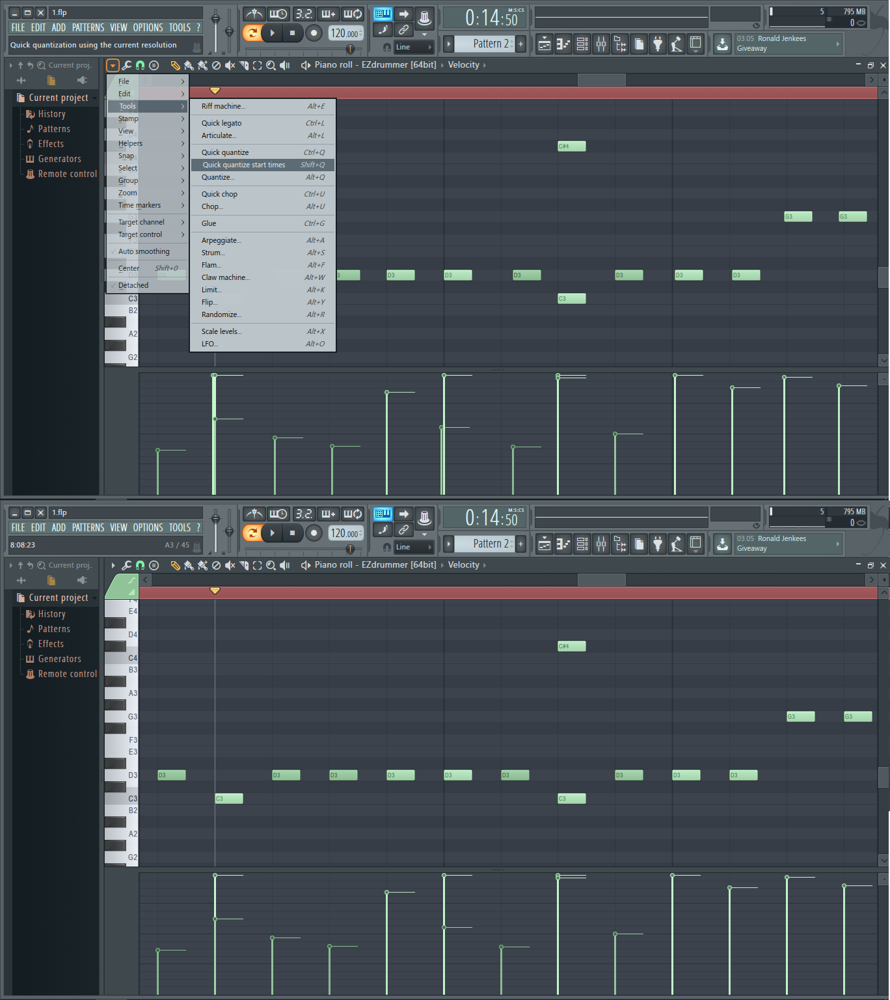 1.flp
FILE EDIT ADD PATTERNS VIEW OPTIONS TOOLS ?
Quick quantization using the current resolution
3.2.
120.000
Line
0:14:50
M:S:CS
Pattern 2
5
795 MB
0
03.05 Ronald Jenkees
Giveaway
Current proj..
Piano roll - EZdrummer [64bit] Velocity
Current project
History
Patterns
Effects
Generators
Remote control
File
Edit
Tools
Stamp
View
Helpers
Snap
Select
Group
Zoom
Time markers
Target channel
Target control
Auto smoothing
Center Shift+0
Detached
Riff machine... Alt+E
Quick legato Ctrl+L
Articulate... Alt+L
Quick quantize Ctrl+Q
Quick quantize start times Shift+Q
Quantize... Alt+Q
Quick chop Ctrl+U
Chop... Alt+U
Glue Ctrl+G
Arpeggiate... Alt+A
Strum... Alt+S
Flam... Alt+F
Claw machine... Alt+W
Limit... Alt+K
Flip... Alt+Y
Randomize... Alt+R
Scale levels... Alt+X
LFO... Alt+O
C#4
G3 G3
D3 D3 D3 D3 D3 D3
C3
C3
B2
A2
G2
1.flp
FILE EDIT ADD PATTERNS VIEW OPTIONS TOOLS ?
8:08:23 A3 / 45
3.2.
120.000
Line
0:14:50
M:S:CS
Pattern 2
5
795 MB
0
03.05 Ronald Jenkees
Giveaway
Current proj..
Piano roll - EZdrummer [64bit] Velocity
Current project
History
Patterns
Effects
Generators
Remote control
F4
E4
D4
C#4
C4
B3
A3
G3 G3 G3
F3
E3
D3 D3 D3 D3 D3 D3 D3 D3 D3 D3
C3 C3 C3
B2
A2
G2